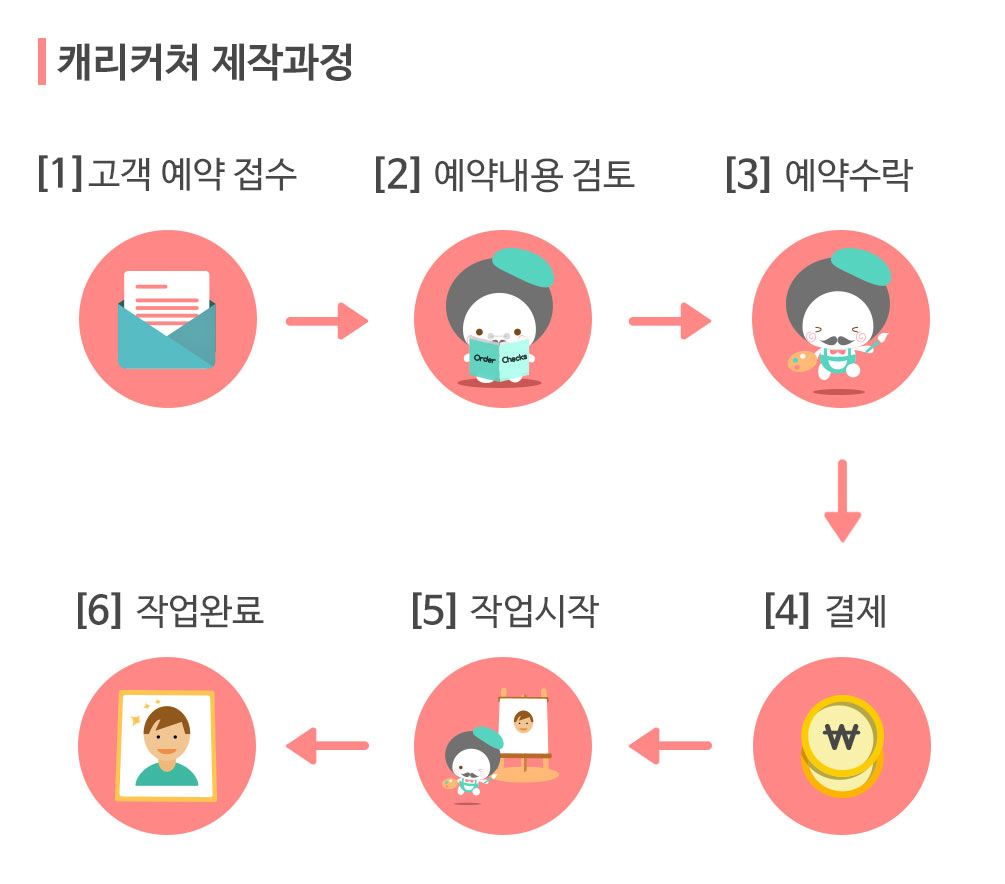 캐리커쳐 제작과정
[1]고객 예약 접수
[2] 예약내용 검토
[3] 예약수락
Order Checks
[6] 작업완료
[5] 작업시작
[4] 결제
₩